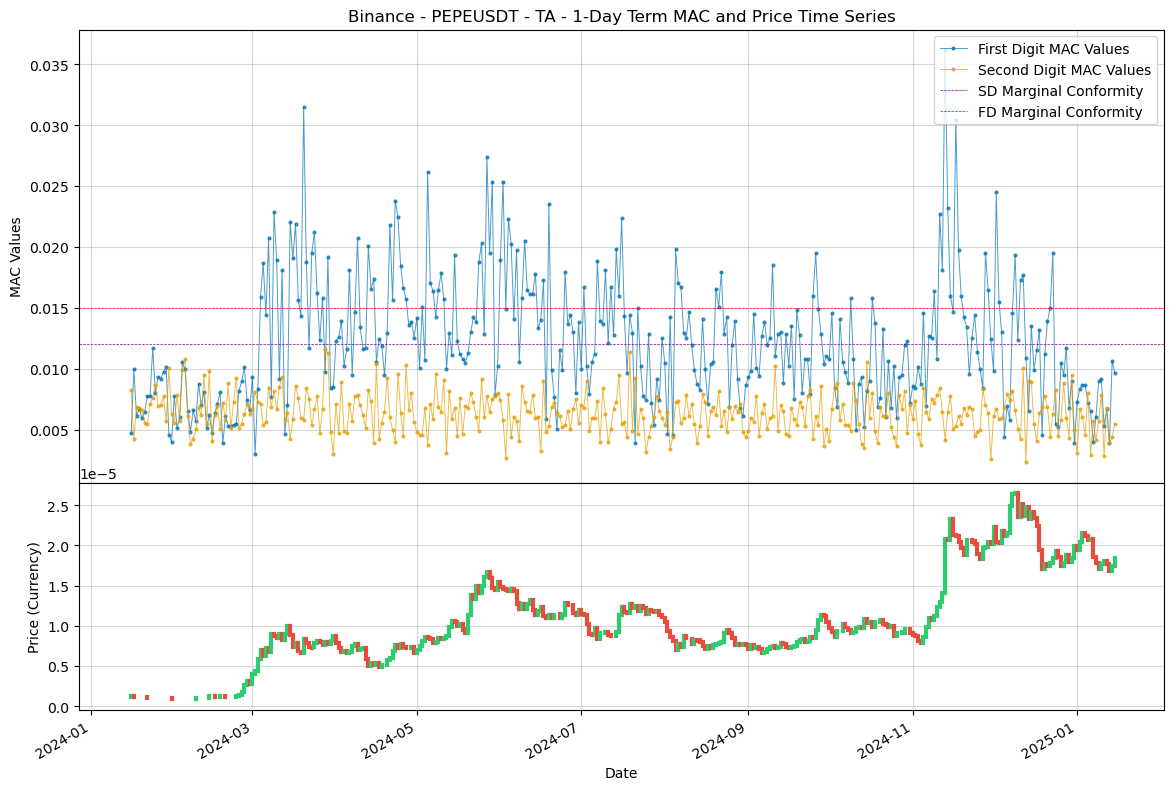 Binance - PEPEUSDT - TA - 1-Day Term MAC and Price Time Series
First Digit MAC Values
Second Digit MAC Values
SD Marginal Conformity
FD Marginal Conformity
MAC Values
0.035
0.030
0.025
0.020
0.015
0.010
0.005
1e−5
Price (Currency)
2.5
2.0
1.5
1.0
0.5
0.0
2024-01
2024-03
2024-05
2024-07
2024-09
2024-11
2025-01
Date